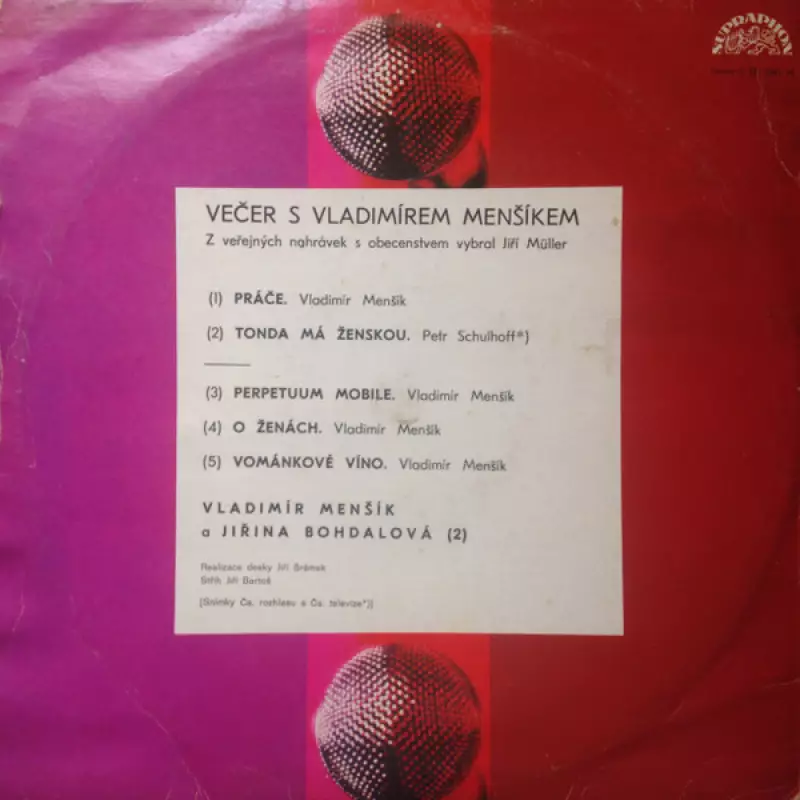 SUPRAPHON
VEČER S VLADIMÍREM MENŠÍKEM
Z veřejných nahrávek s obecenstvem vybral Jiří Müller
(1) PRÁČE. Vladimír Menšík
(2) TONDA MÁ ŽENSKOU. Petr Schulhoff*)
(3) PERPETUUM MOBILE. Vladimír Menšík
(4) O ŽENÁCH. Vladimír Menšík
(5) VOMÁNKOVÉ VÍNO. Vladimír Menšík
VLADIMÍR MENŠÍK
a JIŘINA BOHDALOVÁ (2)
Realizace desky Jiří Šrámek
Střih Jiří Bartoš
(Snímky Čs. rozhlasu a Čs. televize*))